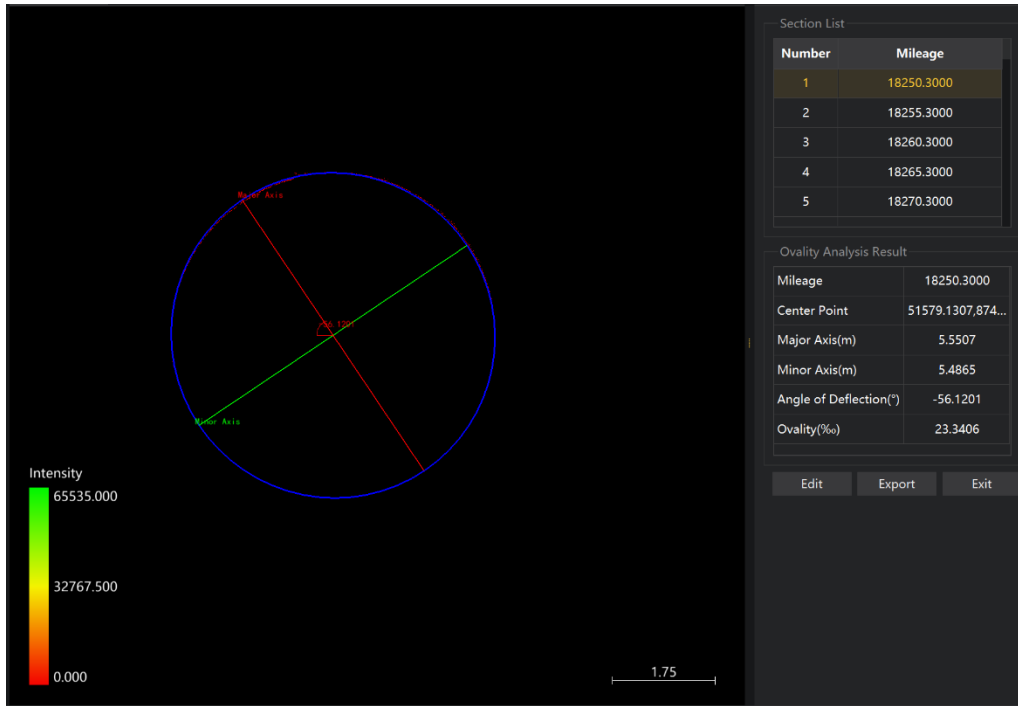 Section List
Number Mileage
1 18250.3000
2 18255.3000
3 18260.3000
4 18265.3000
5 18270.3000
Ovality Analysis Result
Mileage 18250.3000
Center Point 51579.1307,874...
Major Axis(m) 5.5507
Minor Axis(m) 5.4865
Angle of Deflection(°) -56.1201
Ovality(‰) 23.3406
Edit Export Exit
Major Axis
-56.1201
Minor Axis
Intensity
65535.000
32767.500
0.000
1.75